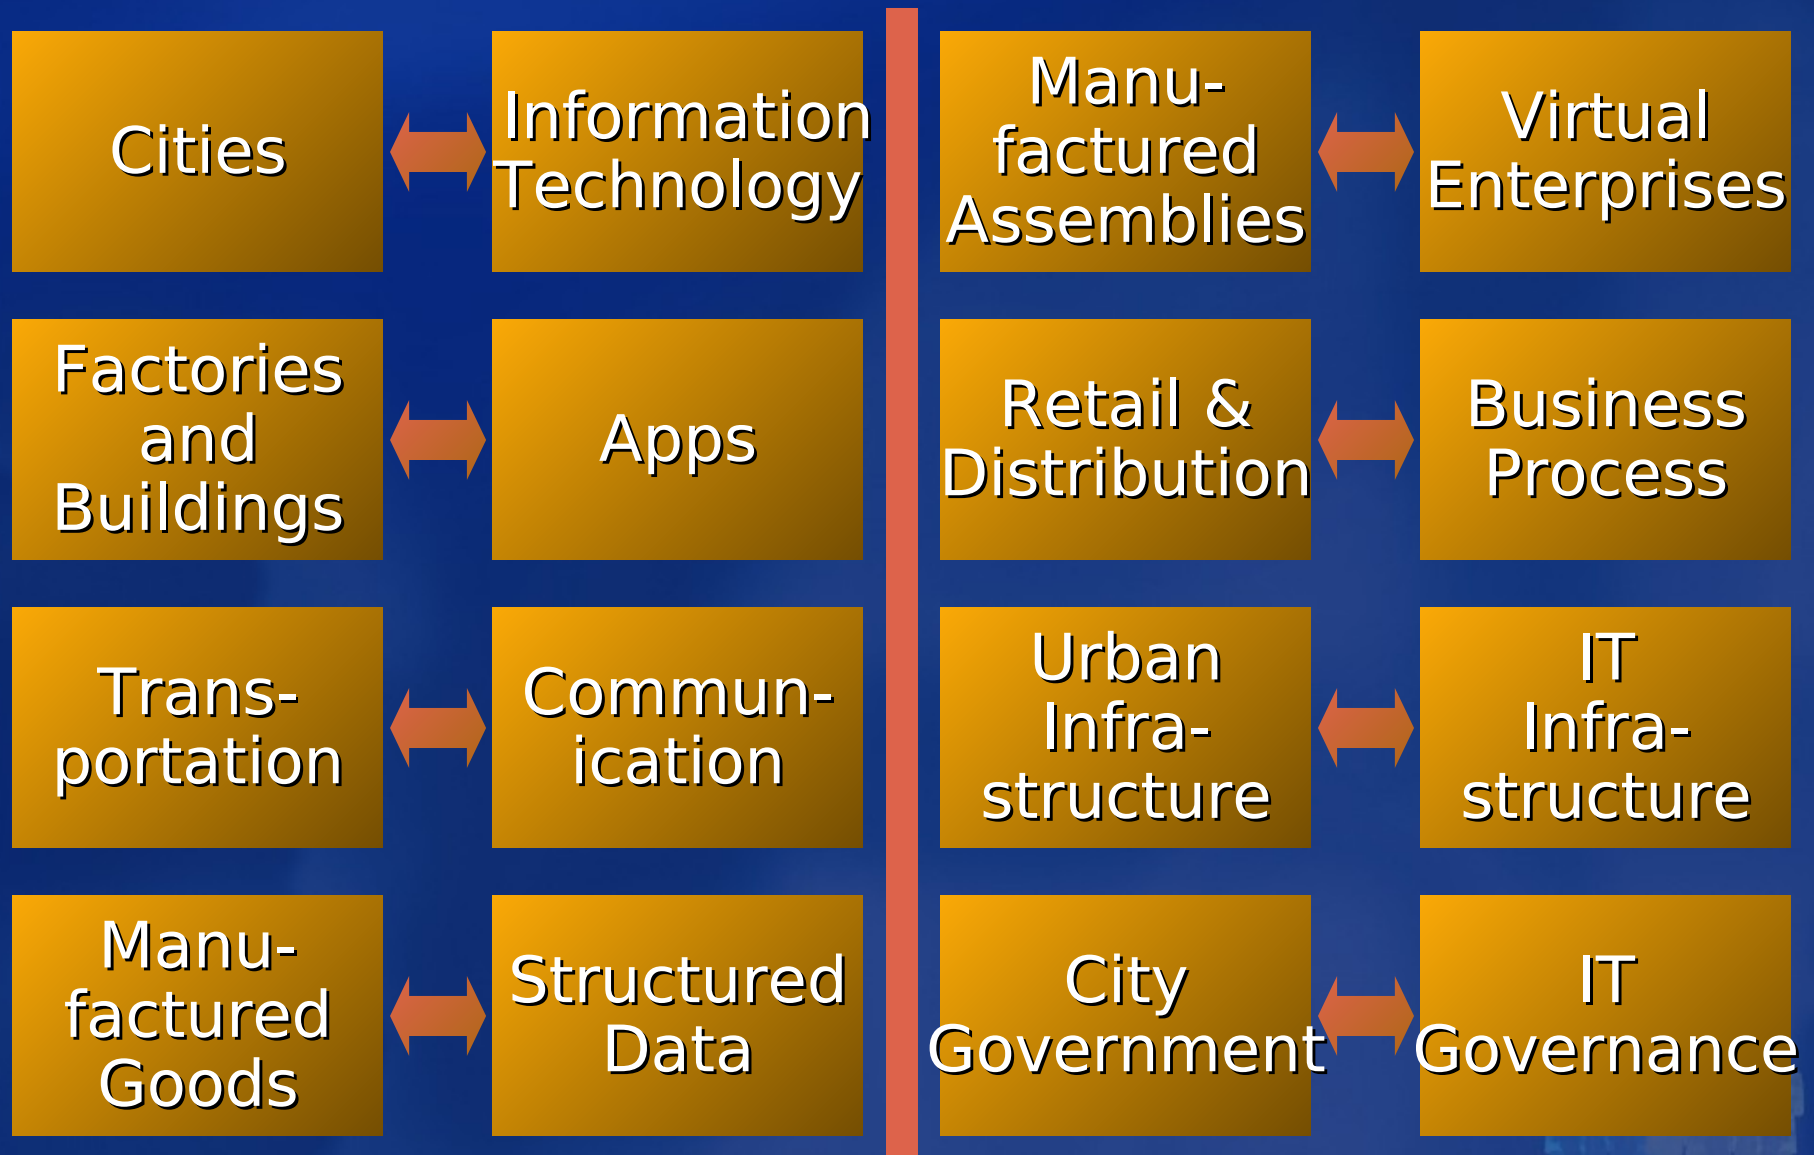 Cities
Information
Technology
Factories
and
Buildings
Apps
Trans-
portation
Commun-
ication
Manu-
factured
Goods
Structured
Data
Manu-
factured
Assemblies
Virtual
Enterprises
Retail &
Distribution
Business
Process
Urban
Infra-
structure
IT
Infra-
structure
City
Government
IT
Governance